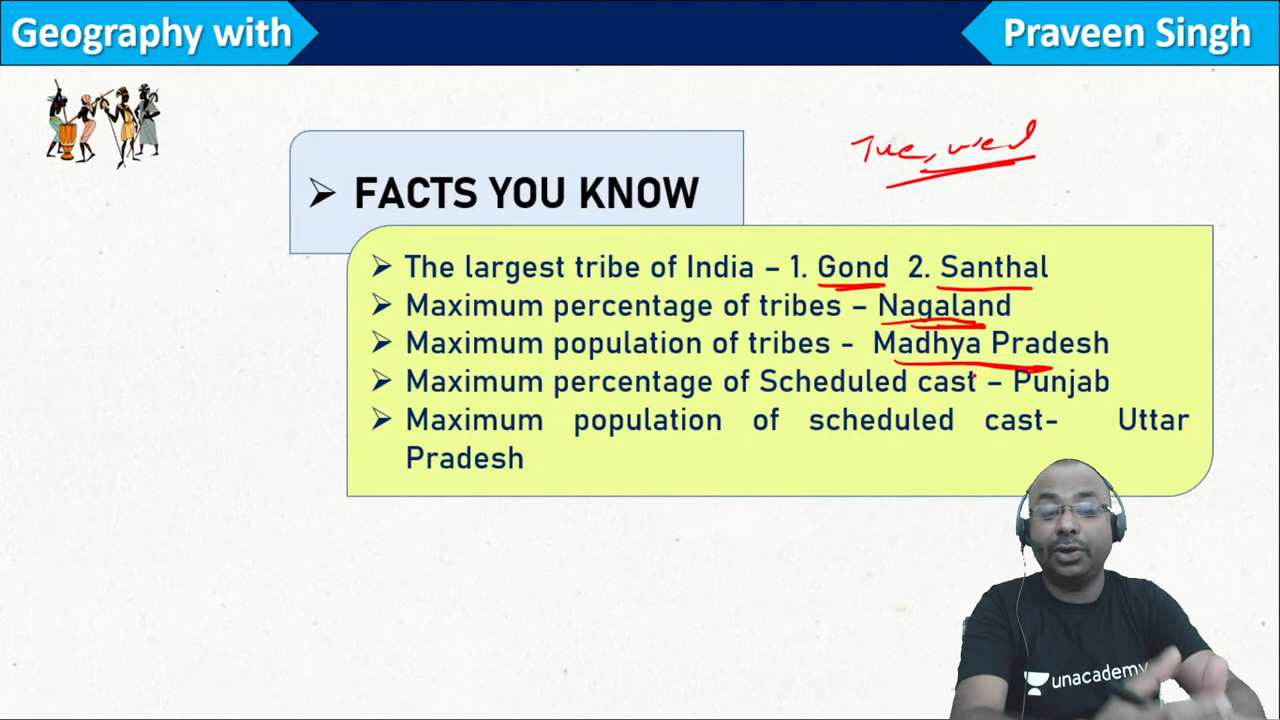 Geography with
Praveen Singh
Tue, wed
➢ FACTS YOU KNOW
➢ The largest tribe of India – 1. Gond 2. Santhal
➢ Maximum percentage of tribes – Nagaland
➢ Maximum population of tribes - Madhya Pradesh
➢ Maximum percentage of Scheduled cast – Punjab
➢ Maximum population of scheduled cast- Uttar
Pradesh
unacademy